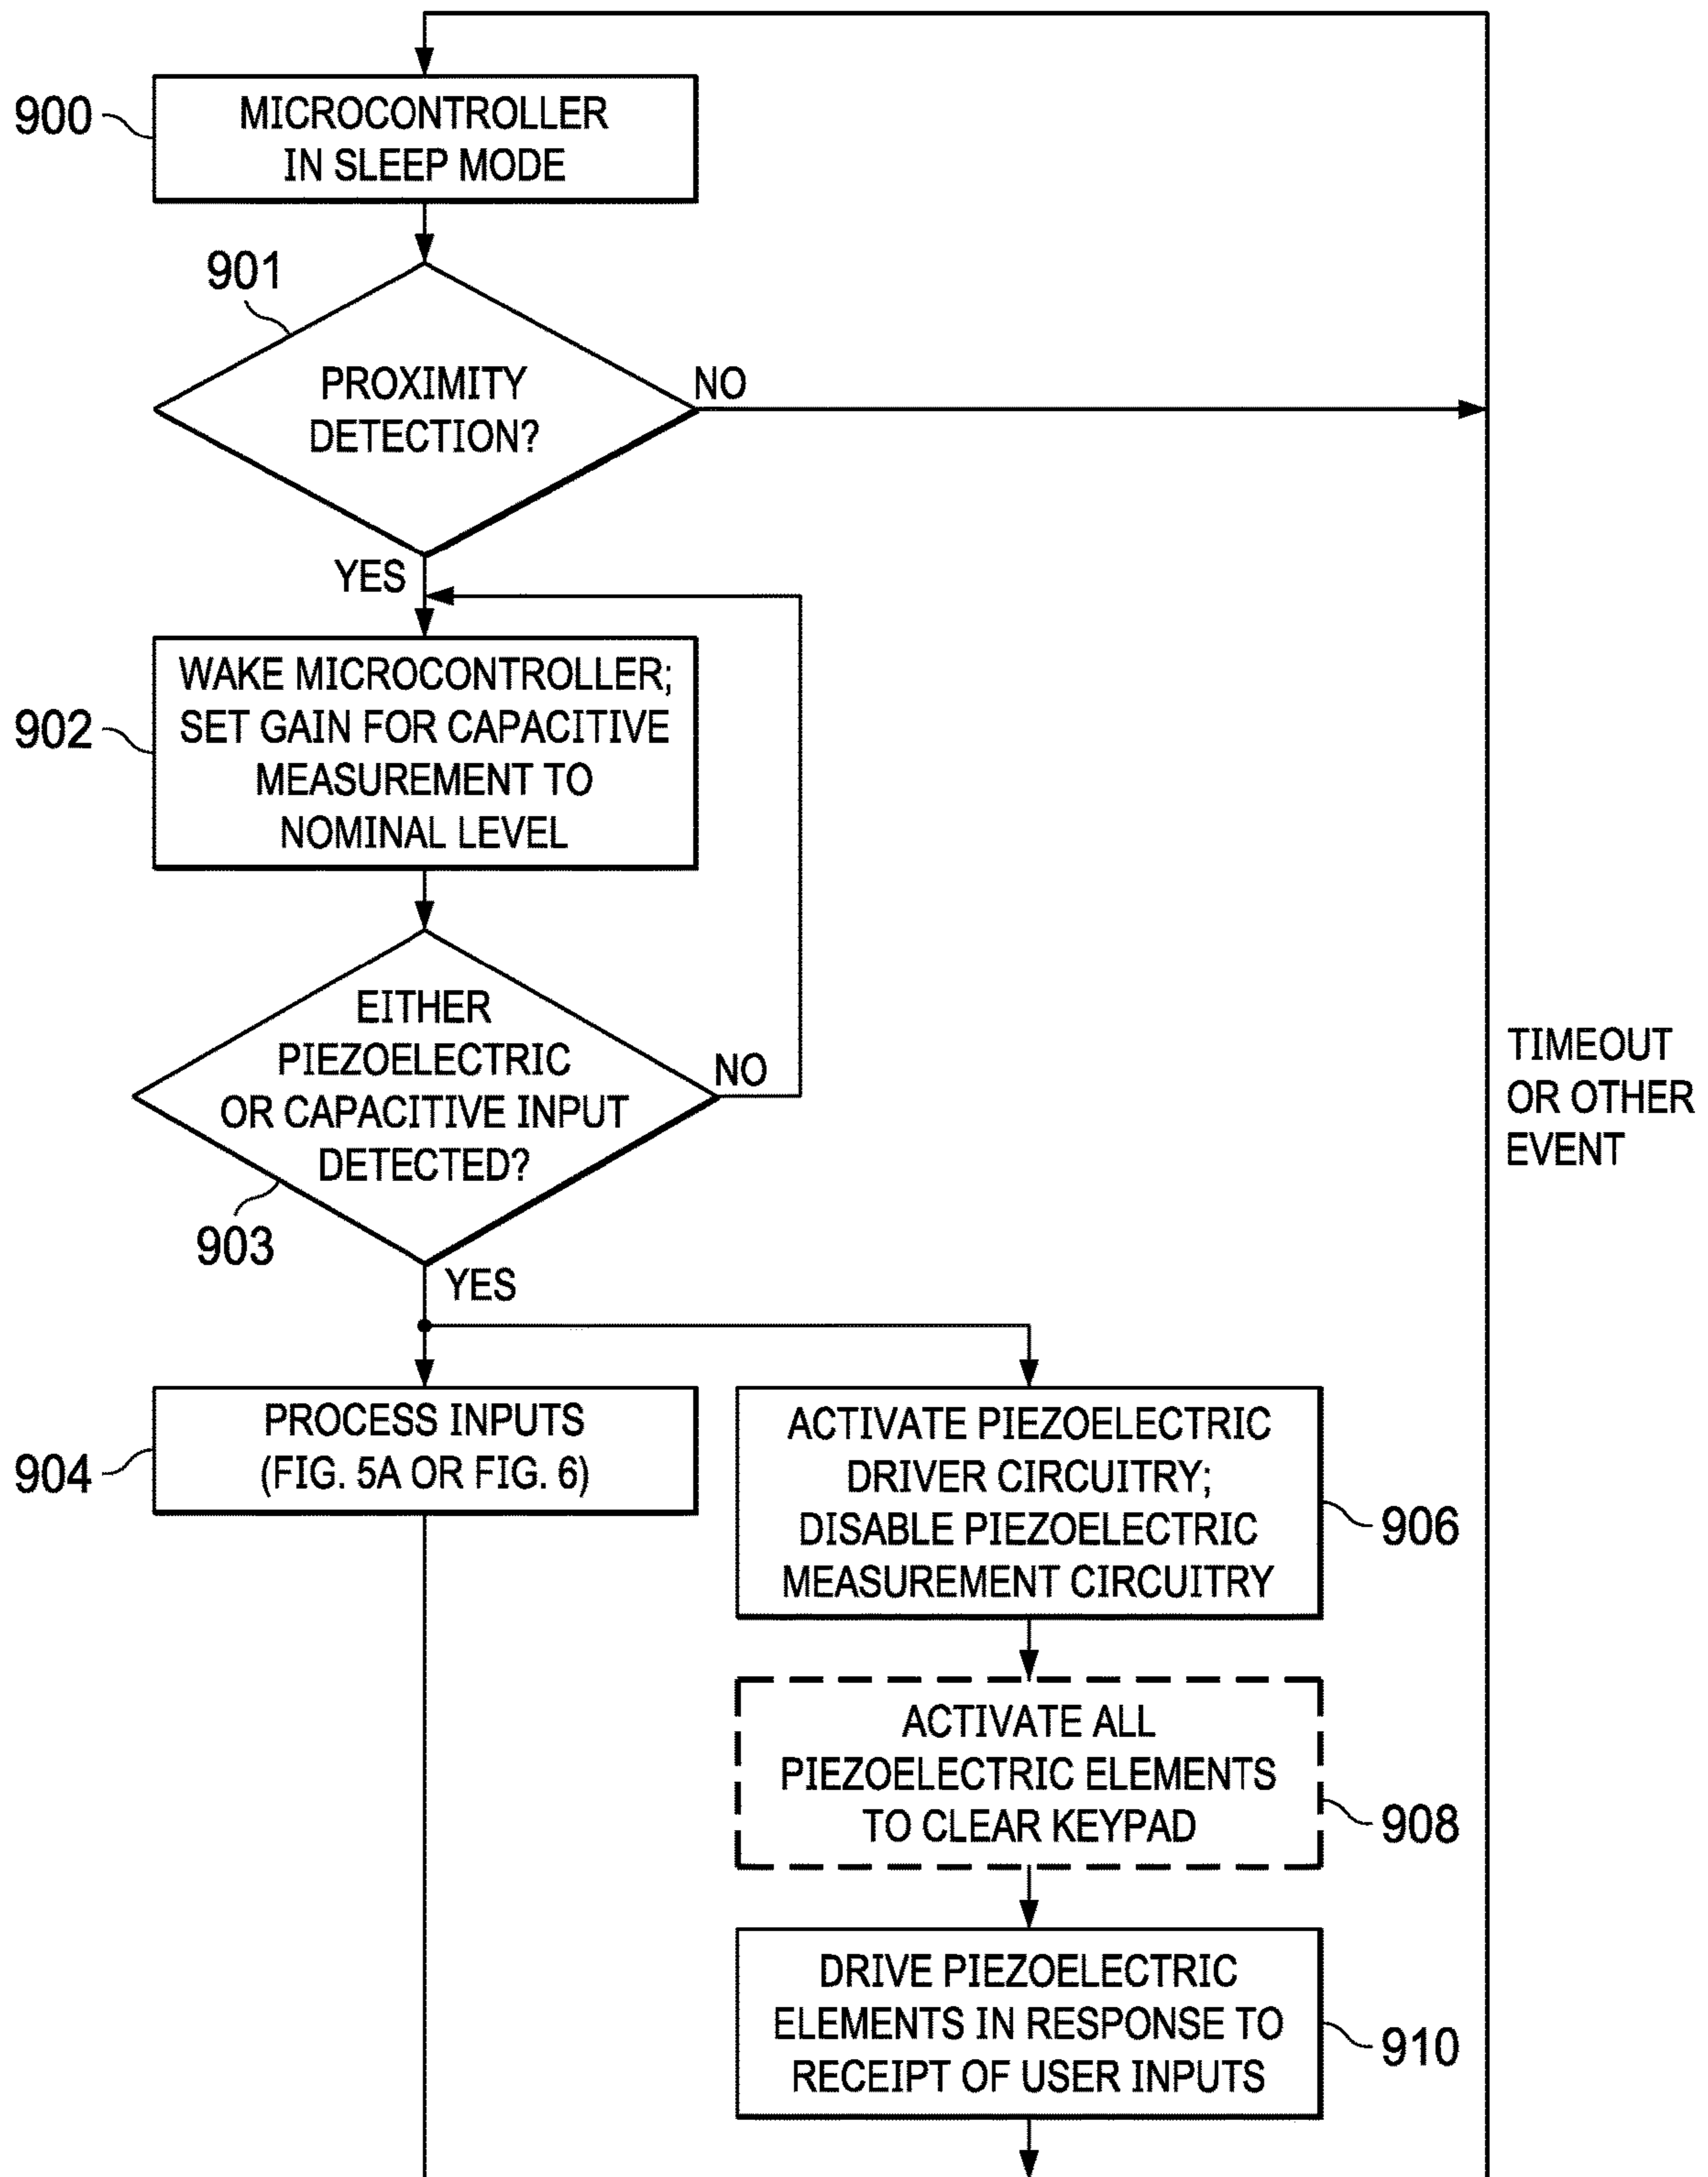 900
MICROCONTROLLER
IN SLEEP MODE
901
PROXIMITY
DETECTION?
NO
YES
902
WAKE MICROCONTROLLER;
SET GAIN FOR CAPACITIVE
MEASUREMENT TO
NOMINAL LEVEL
EITHER
PIEZOELECTRIC
OR CAPACITIVE INPUT
DETECTED?
NO
903
YES
TIMEOUT
OR OTHER
EVENT
904
PROCESS INPUTS
(FIG. 5A OR FIG. 6)
ACTIVATE PIEZOELECTRIC
DRIVER CIRCUITRY;
DISABLE PIEZOELECTRIC
MEASUREMENT CIRCUITRY
906
ACTIVATE ALL
PIEZOELECTRIC ELEMENTS
TO CLEAR KEYPAD
908
DRIVE PIEZOELECTRIC
ELEMENTS IN RESPONSE TO
RECEIPT OF USER INPUTS
910